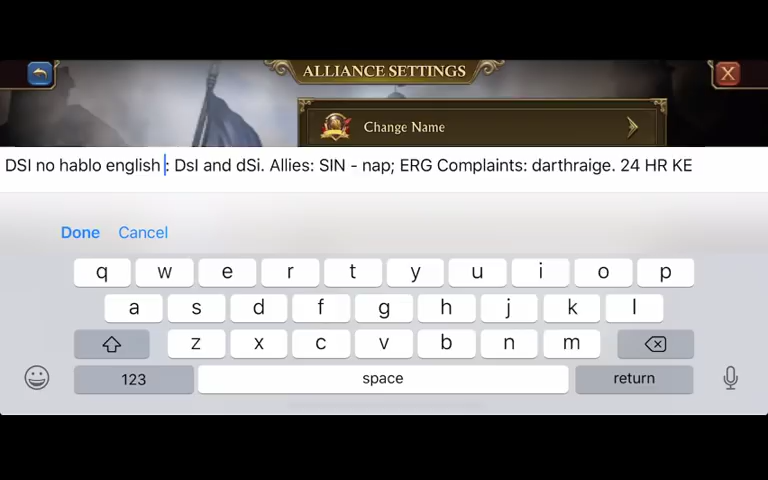 ALLIANCE SETTINGS
Change Name
DSI no hablo english : DsI and dSi. Allies: SIN - nap; ERG Complaints: darthraige. 24 HR KE
Done Cancel
q w e r t y u i o p
a s d f g h j k l
z x c v b n m
123 space return